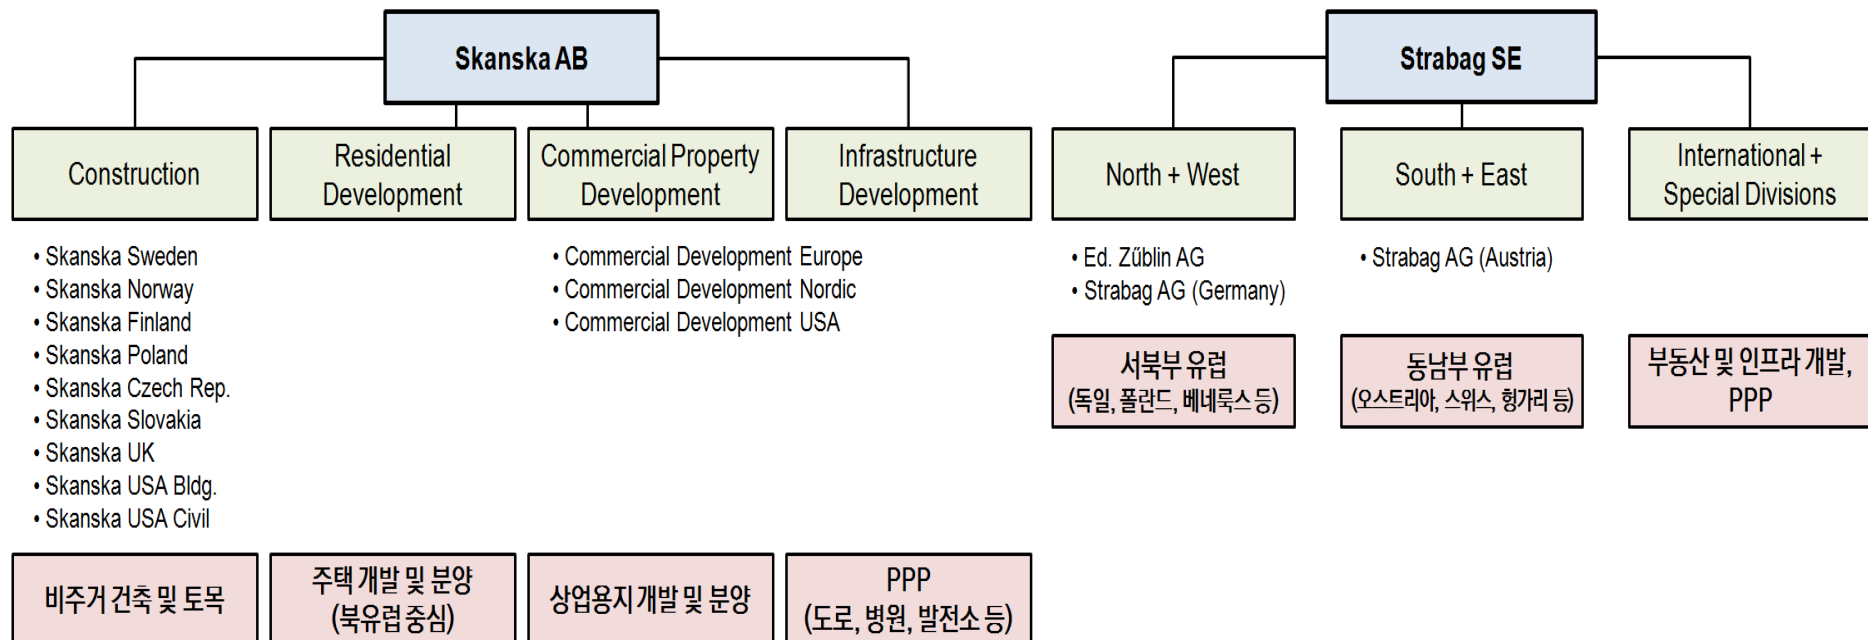 Skanska AB
Construction
Residential
Development
Commercial Property
Development
Infrastructure
Development
• Skanska Sweden
• Skanska Norway
• Skanska Finland
• Skanska Poland
• Skanska Czech Rep.
• Skanska Slovakia
• Skanska UK
• Skanska USA Bldg.
• Skanska USA Civil
• Commercial Development Europe
• Commercial Development Nordic
• Commercial Development USA
비주거 건축 및 토목
주택 개발 및 분양
(북유럽 중심)
상업용지 개발 및 분양
PPP
(도로, 병원, 발전소 등)
Strabag SE
North + West
South + East
International +
Special Divisions
• Ed. Zűblin AG
• Strabag AG (Germany)
• Strabag AG (Austria)
서북부 유럽
(독일, 폴란드, 베네룩스 등)
동남부 유럽
(오스트리아, 스위스, 헝가리 등)
부동산 및 인프라 개발,
PPP